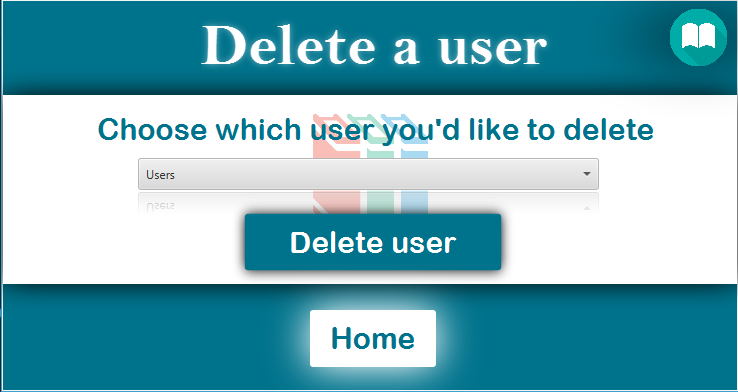 Delete a user
Choose which user you'd like to delete
Users
Delete user
Home